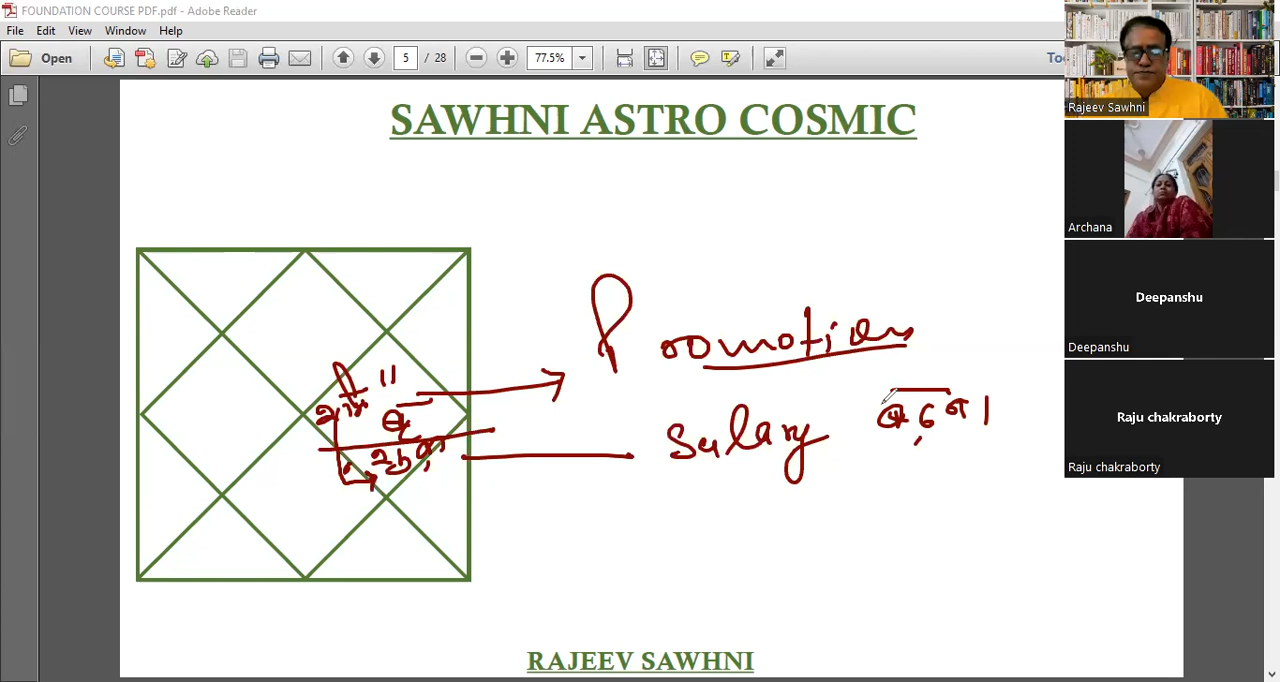 FOUNDATION COURSE PDF.pdf - Adobe Reader
File Edit View Window Help
Open 5 / 28 77.5%
SAWHNI ASTRO COSMIC
Promotion
11
Salary
RAJEEV SAWHNI
Rajeev Sawhni
Archana
Deepanshu
Deepanshu
Raju chakraborty
Raju chakraborty